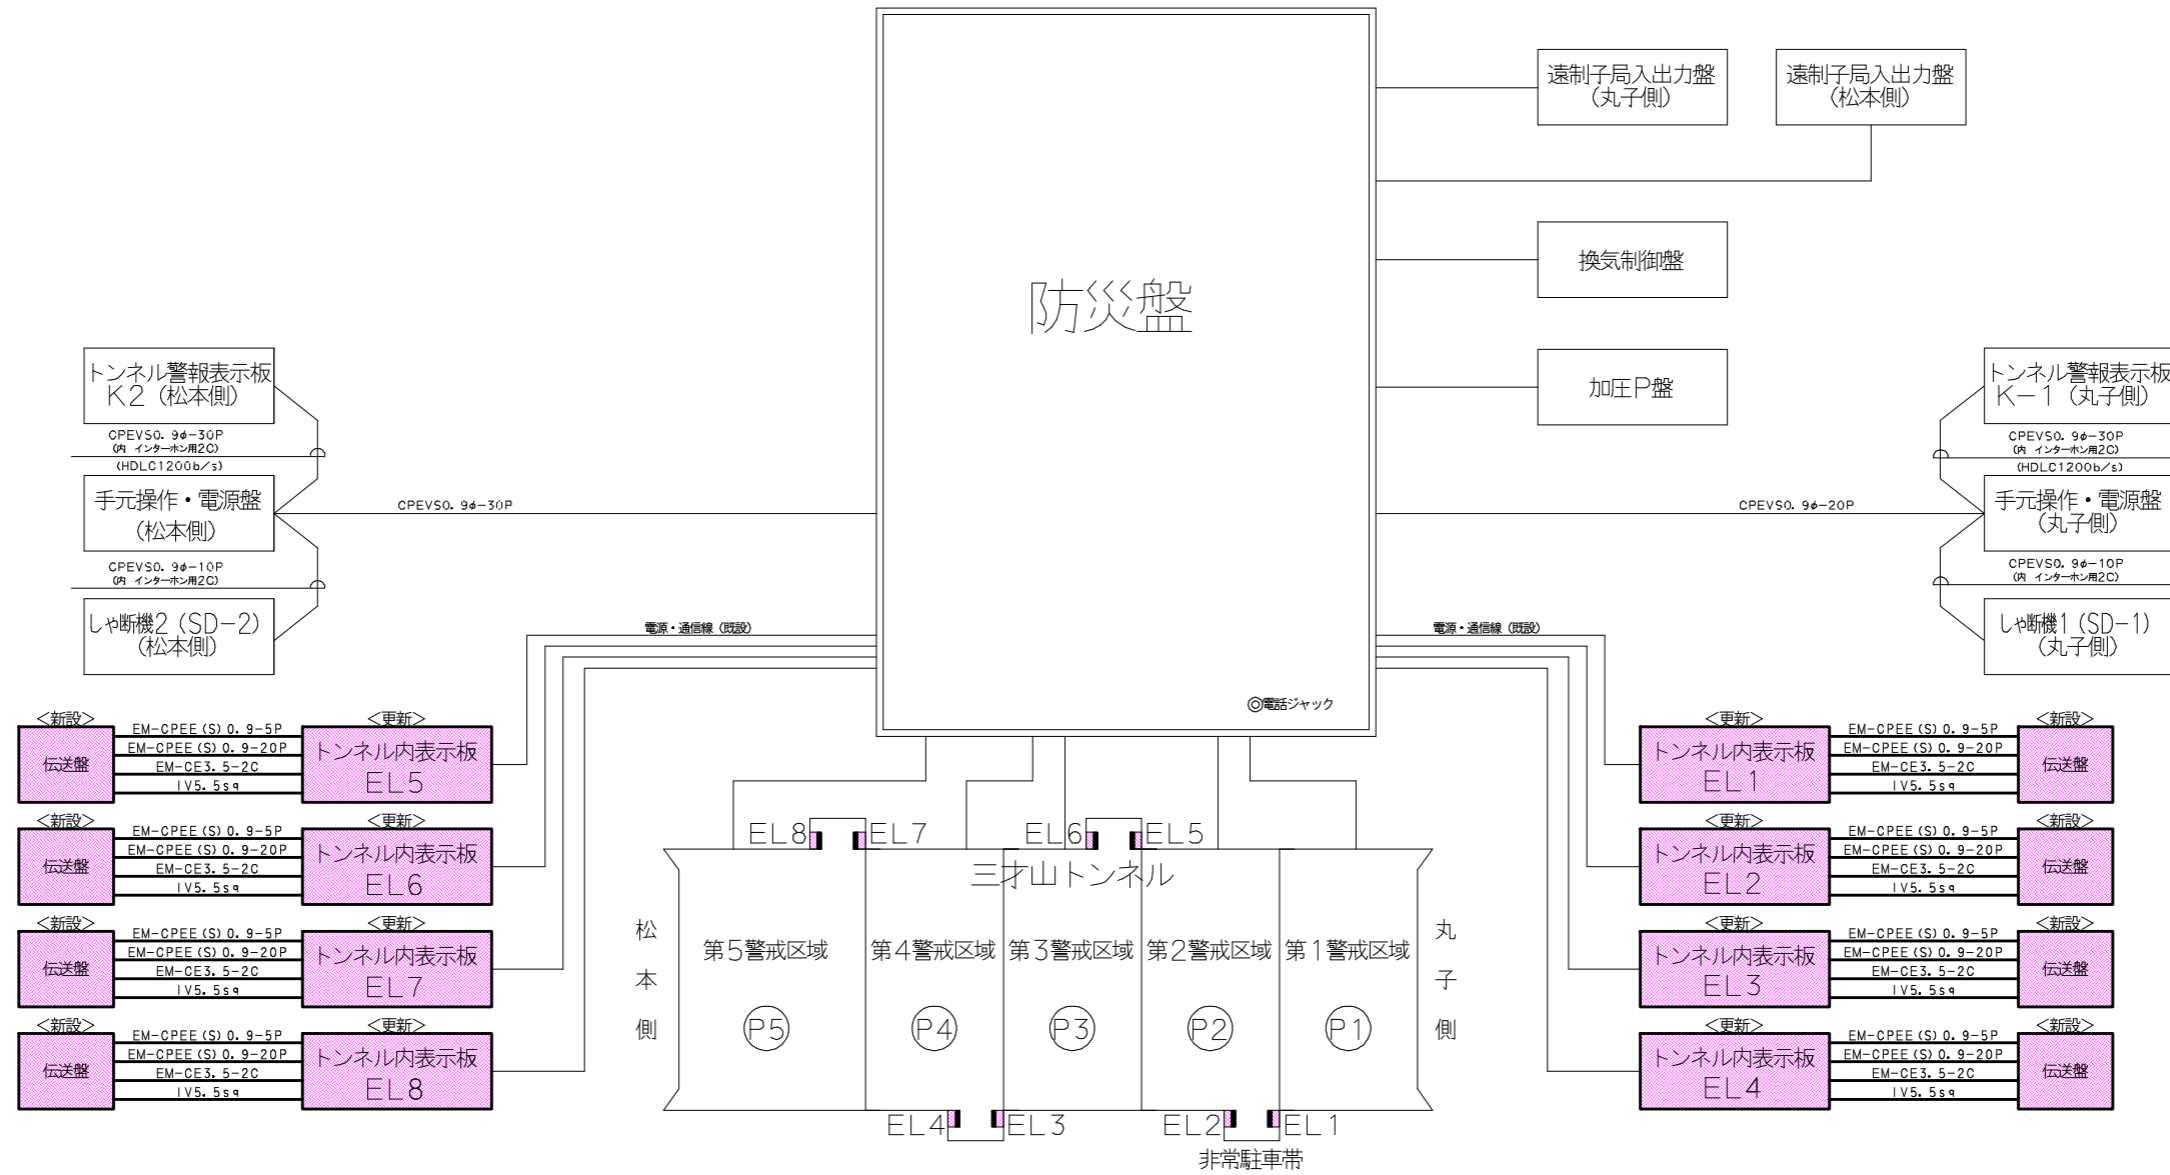 遠制子局入出力盤
(丸子側)
遠制子局入出力盤
(松本側)
換気制御盤
防災盤
加圧P盤
トンネル警報表示板
K2 (松本側)
CPEVS0.9φ-30P
(内 インターホン用2C)
(HDLC1200b/s)
手元操作・電源盤
(松本側)
CPEVS0.9φ-30P
CPEVS0.9φ-10P
(内 インターホン用2C)
しゃ断機2 (SD-2)
(松本側)
トンネル警報表示板
K-1 (丸子側)
CPEVS0.9φ-30P
(内 インターホン用2C)
(HDLC1200b/s)
手元操作・電源盤
(丸子側)
CPEVS0.9φ-20P
CPEVS0.9φ-10P
(内 インターホン用2C)
しゃ断機1 (SD-1)
(丸子側)
電源・通信線 (既設)
電源・通信線 (既設)
◎電話ジャック
<新設>
伝送盤
EM-CPEE(S)0.9-5P
EM-CPEE(S)0.9-20P
EM-CE3.5-2C
IV5.5sq
<更新>
トンネル内表示板
EL5
<新設>
伝送盤
EM-CPEE(S)0.9-5P
EM-CPEE(S)0.9-20P
EM-CE3.5-2C
IV5.5sq
<更新>
トンネル内表示板
EL6
<新設>
伝送盤
EM-CPEE(S)0.9-5P
EM-CPEE(S)0.9-20P
EM-CE3.5-2C
IV5.5sq
<更新>
トンネル内表示板
EL7
<新設>
伝送盤
EM-CPEE(S)0.9-5P
EM-CPEE(S)0.9-20P
EM-CE3.5-2C
IV5.5sq
<更新>
トンネル内表示板
EL8
<更新>
トンネル内表示板
EL1
EM-CPEE(S)0.9-5P
EM-CPEE(S)0.9-20P
EM-CE3.5-2C
IV5.5sq
<新設>
伝送盤
<更新>
トンネル内表示板
EL2
EM-CPEE(S)0.9-5P
EM-CPEE(S)0.9-20P
EM-CE3.5-2C
IV5.5sq
<新設>
伝送盤
<更新>
トンネル内表示板
EL3
EM-CPEE(S)0.9-5P
EM-CPEE(S)0.9-20P
EM-CE3.5-2C
IV5.5sq
<新設>
伝送盤
<更新>
トンネル内表示板
EL4
EM-CPEE(S)0.9-5P
EM-CPEE(S)0.9-20P
EM-CE3.5-2C
IV5.5sq
<新設>
伝送盤
EL8 EL7 EL6 EL5
三才山トンネル
松本側
第5警戒区域 第4警戒区域 第3警戒区域 第2警戒区域 第1警戒区域
丸子側
P5 P4 P3 P2 P1
EL4 EL3 EL2 EL1
非常駐車帯